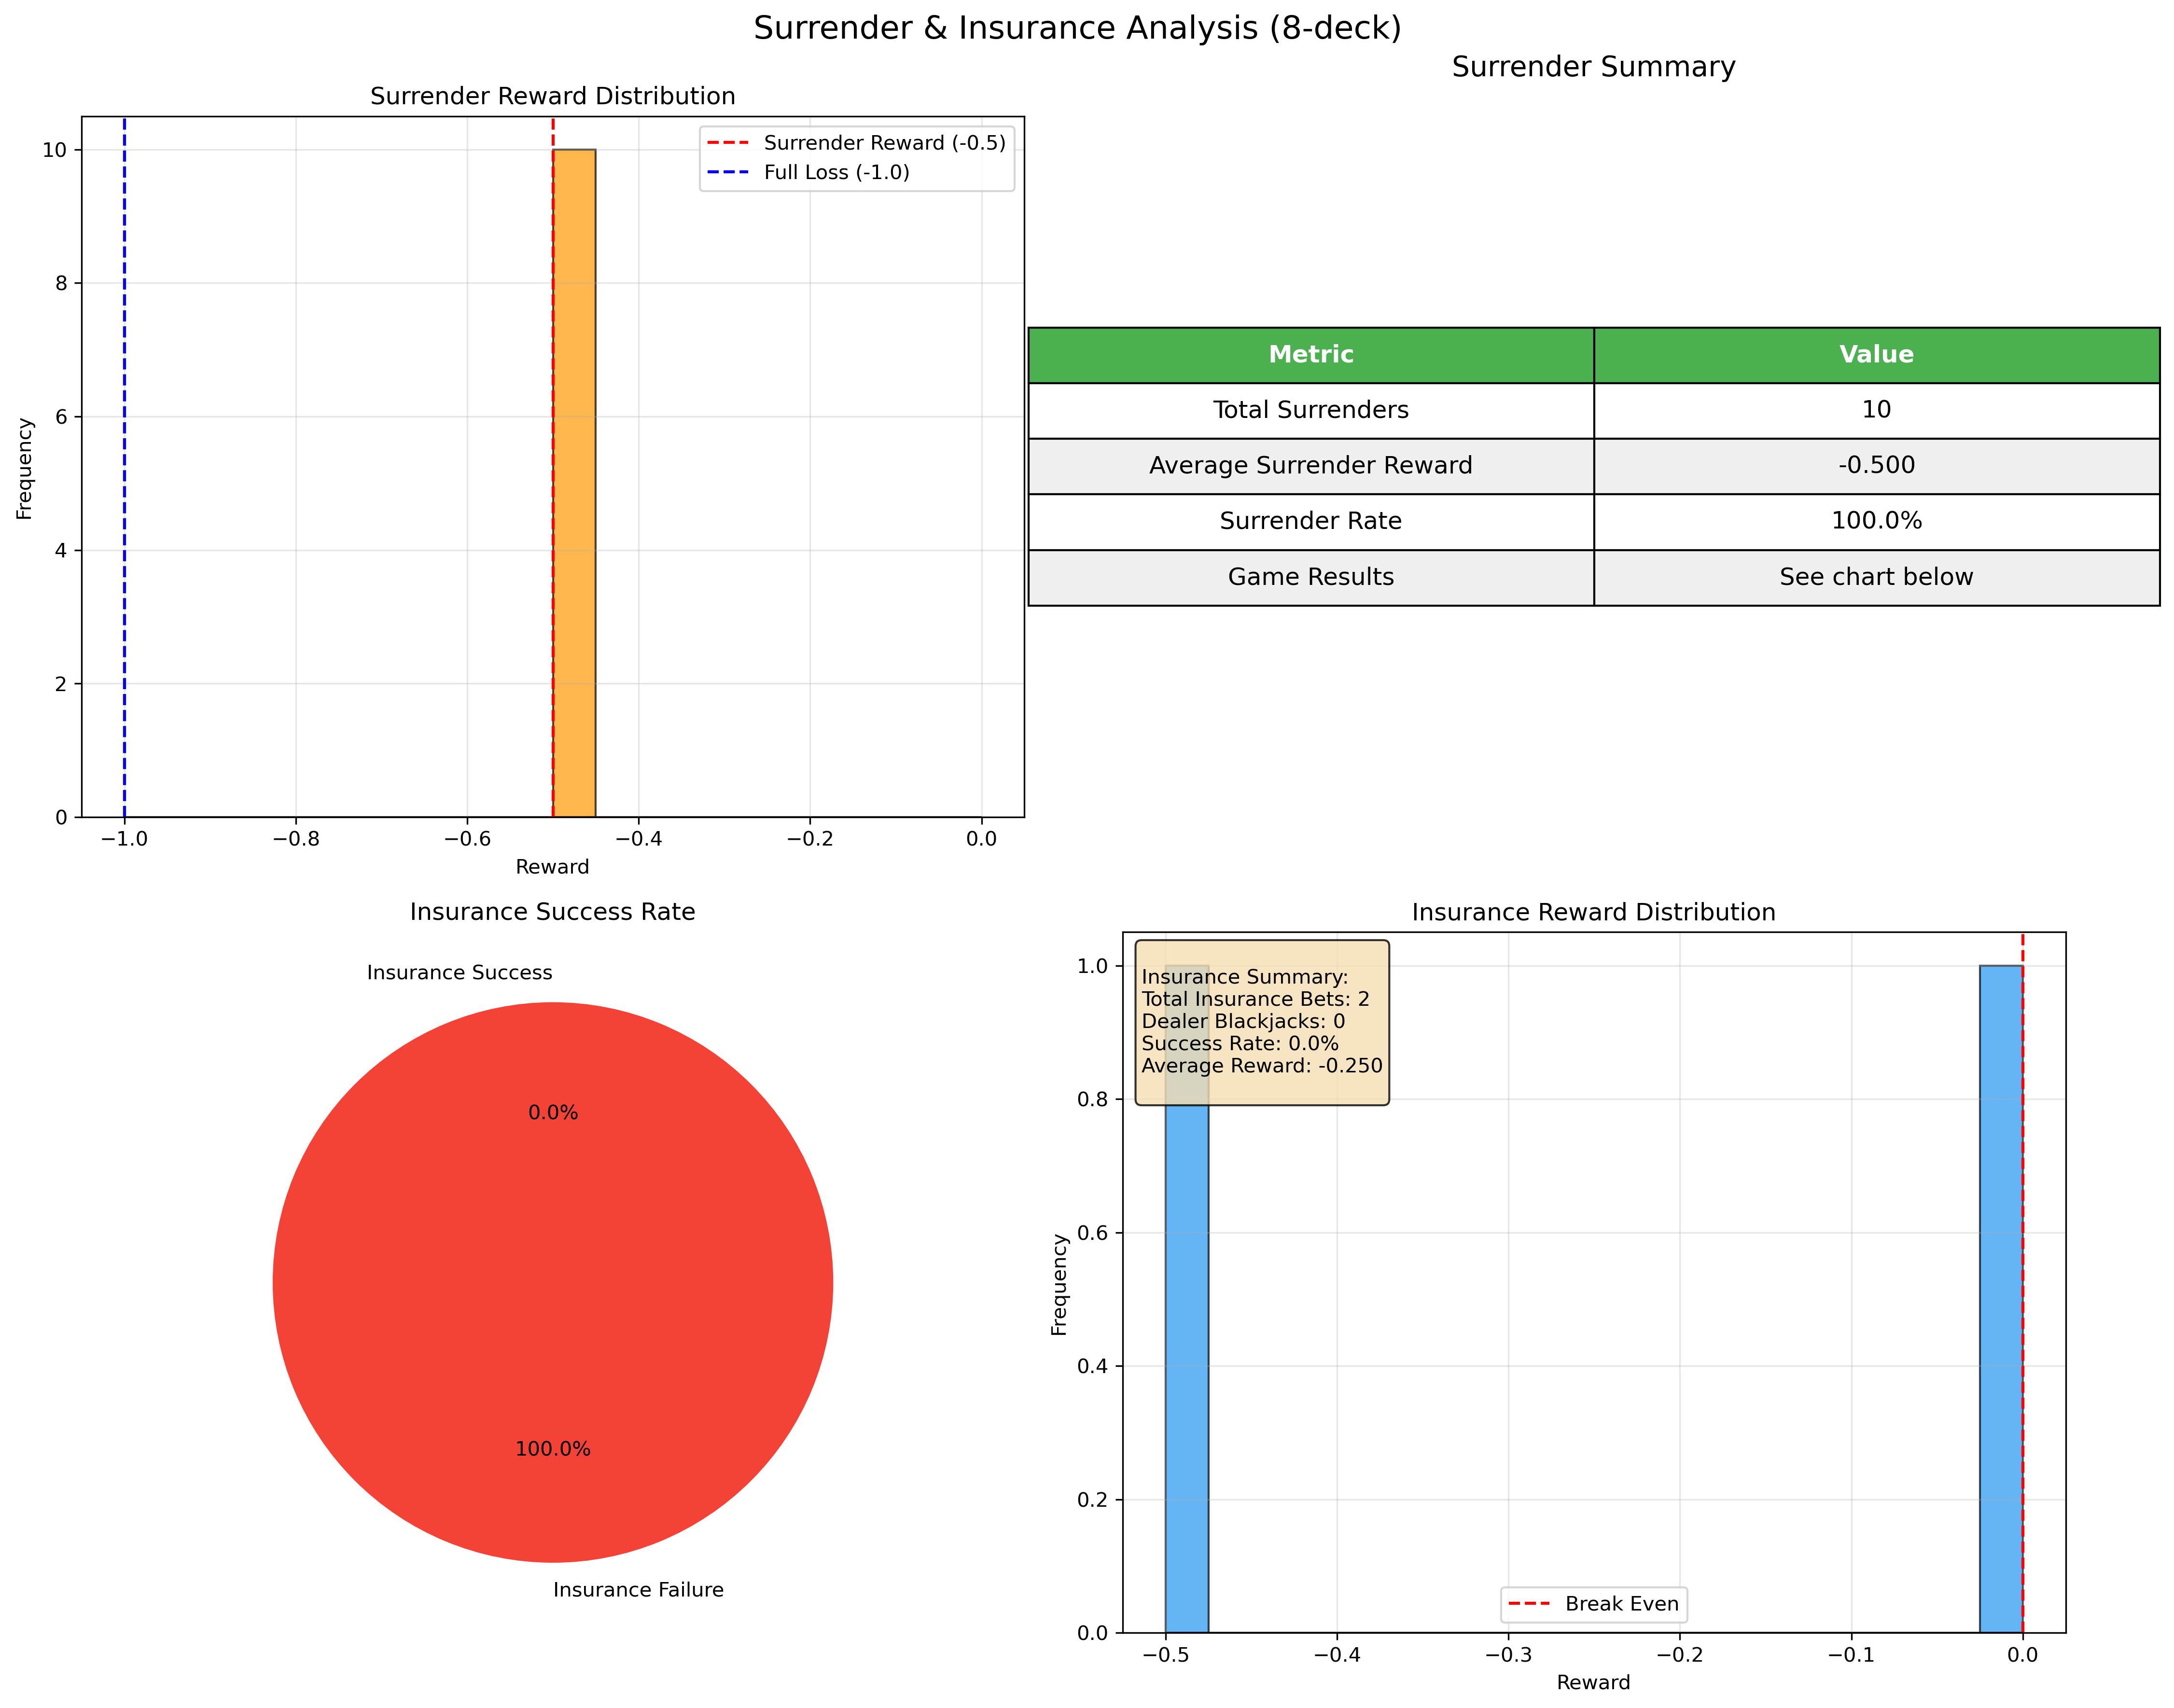 Surrender & Insurance Analysis (8-deck)
Surrender Reward Distribution
Surrender Reward (-0.5)
Full Loss (-1.0)
Frequency
10
8
6
4
2
0
−1.0 −0.8 −0.6 −0.4 −0.2 0.0
Reward
Surrender Summary
Metric Value
Total Surrenders 10
Average Surrender Reward -0.500
Surrender Rate 100.0%
Game Results See chart below
Insurance Success Rate
Insurance Success
0.0%
100.0%
Insurance Failure
Insurance Reward Distribution
Insurance Summary:
Total Insurance Bets: 2
Dealer Blackjacks: 0
Success Rate: 0.0%
Average Reward: -0.250
Frequency
1.0
0.8
0.6
0.4
0.2
0.0
Break Even
−0.5 −0.4 −0.3 −0.2 −0.1 0.0
Reward